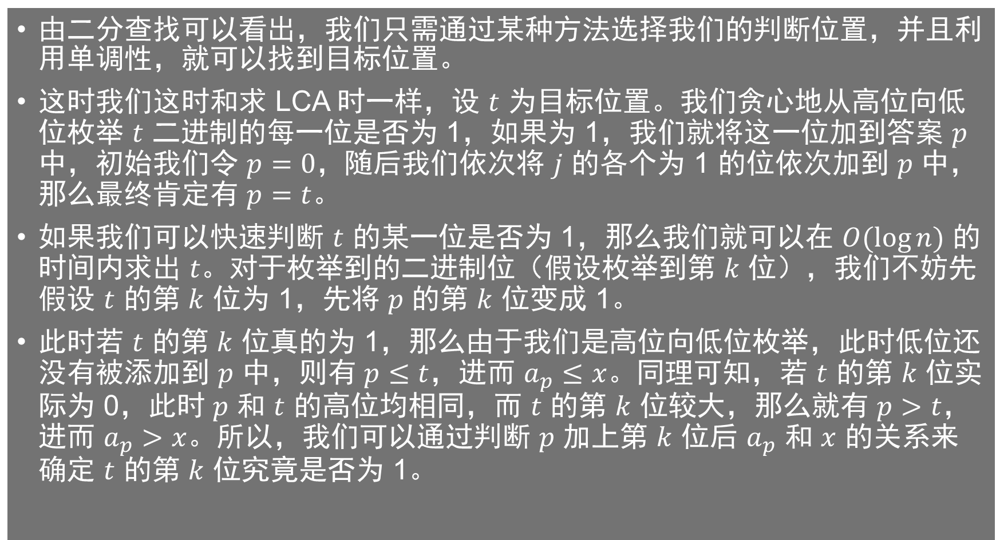 • 由二分查找可以看出，我们只需通过某种方法选择我们的判断位置，并且利
用单调性，就可以找到目标位置。
• 这时我们这时和求 LCA 时一样，设 t 为目标位置。我们贪心地从高位向低
位枚举 t 二进制的每一位是否为 1，如果为 1，我们就将这一位加到答案 p
中，初始我们令 p = 0，随后我们依次将 j 的各个为 1 的位依次加到 p 中，
那么最终肯定有 p = t。
• 如果我们可以快速判断 t 的某一位是否为 1，那么我们就可以在 O(log n) 的
时间内求出 t。对于枚举到的二进制位（假设枚举到第 k 位），我们不妨先
假设 t 的第 k 位为 1，先将 p 的第 k 位变成 1。
• 此时若 t 的第 k 位真的为 1，那么由于我们是高位向低位枚举，此时低位还
没有被添加到 p 中，则有 p ≤ t，进而 a_p ≤ x。同理可知，若 t 的第 k 位实
际为 0，此时 p 和 t 的高位均相同，而 t 的第 k 位较大，那么就有 p > t，
进而 a_p > x。所以，我们可以通过判断 p 加上第 k 位后 a_p 和 x 的关系来
确定 t 的第 k 位究竟是否为 1。